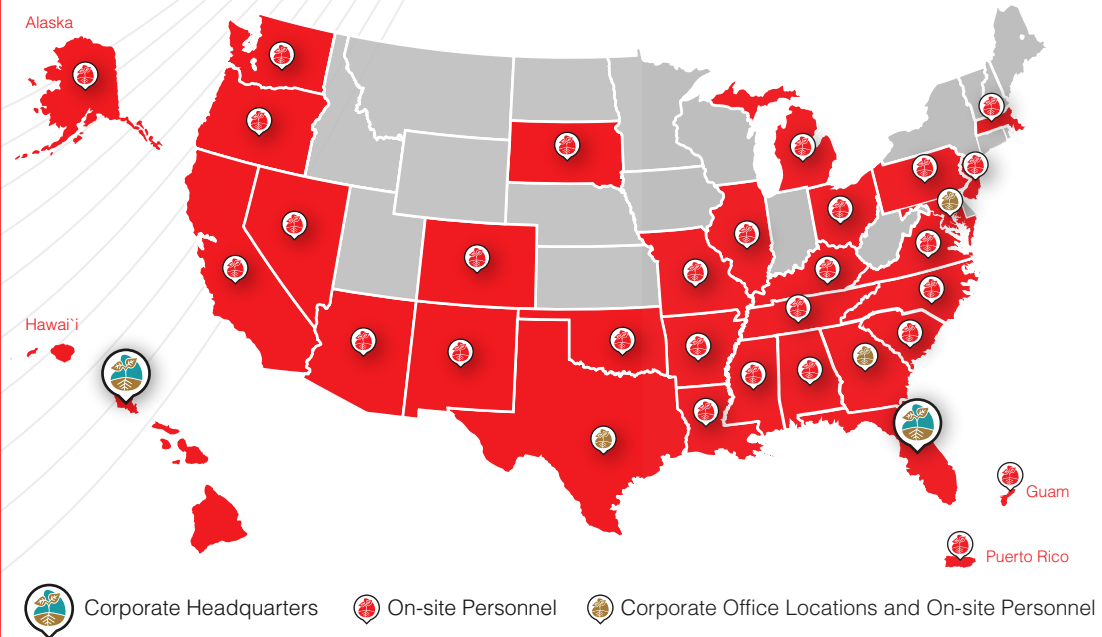 Alaska
Hawai`i
Guam
Puerto Rico
Corporate Headquarters
On-site Personnel
Corporate Office Locations and On-site Personnel